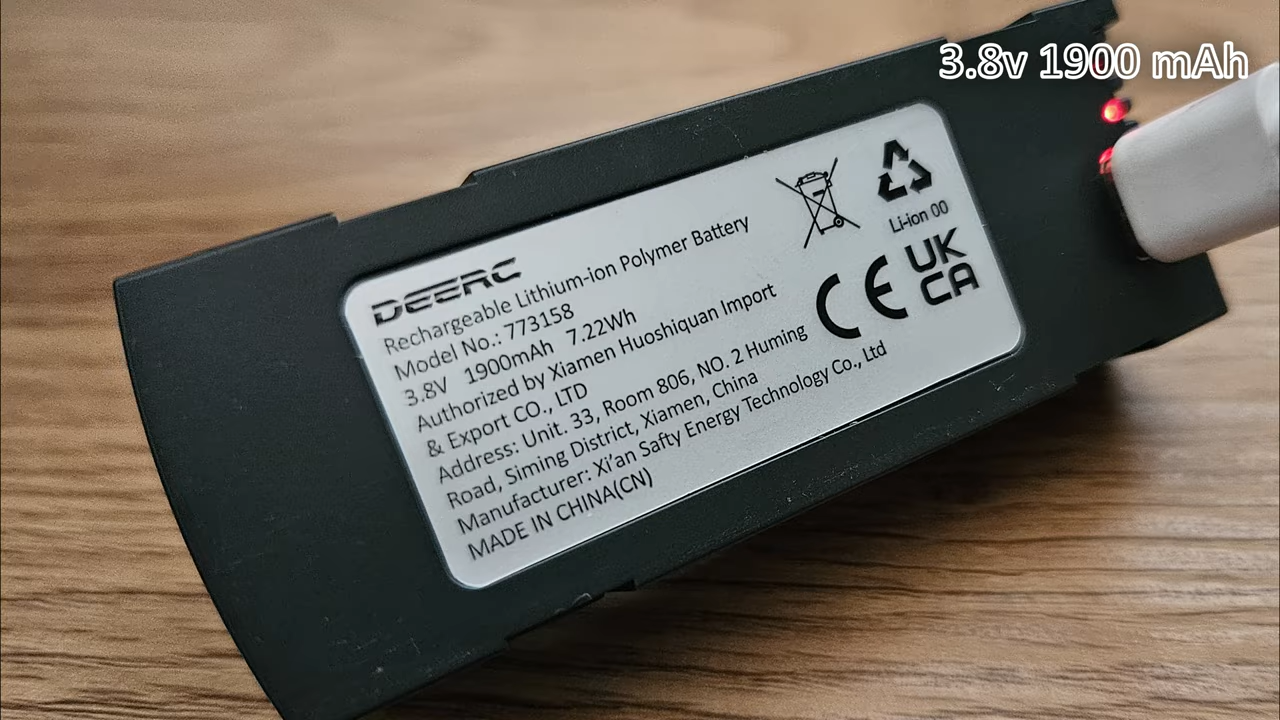 3.8v 1900 mAh
DEERC
Rechargeable Lithium-ion Polymer Battery
Model No.: 773158
3.8V 1900mAh 7.22Wh
Authorized by Xiamen Huoshiquan Import
& Export CO., LTD
Address: Unit. 33, Room 806, NO. 2 Huming
Road, Siming District, Xiamen, China
Manufacturer: Xi'an Safty Energy Technology Co., Ltd
MADE IN CHINA(CN)
Li-ion 00
CE
UK
CA